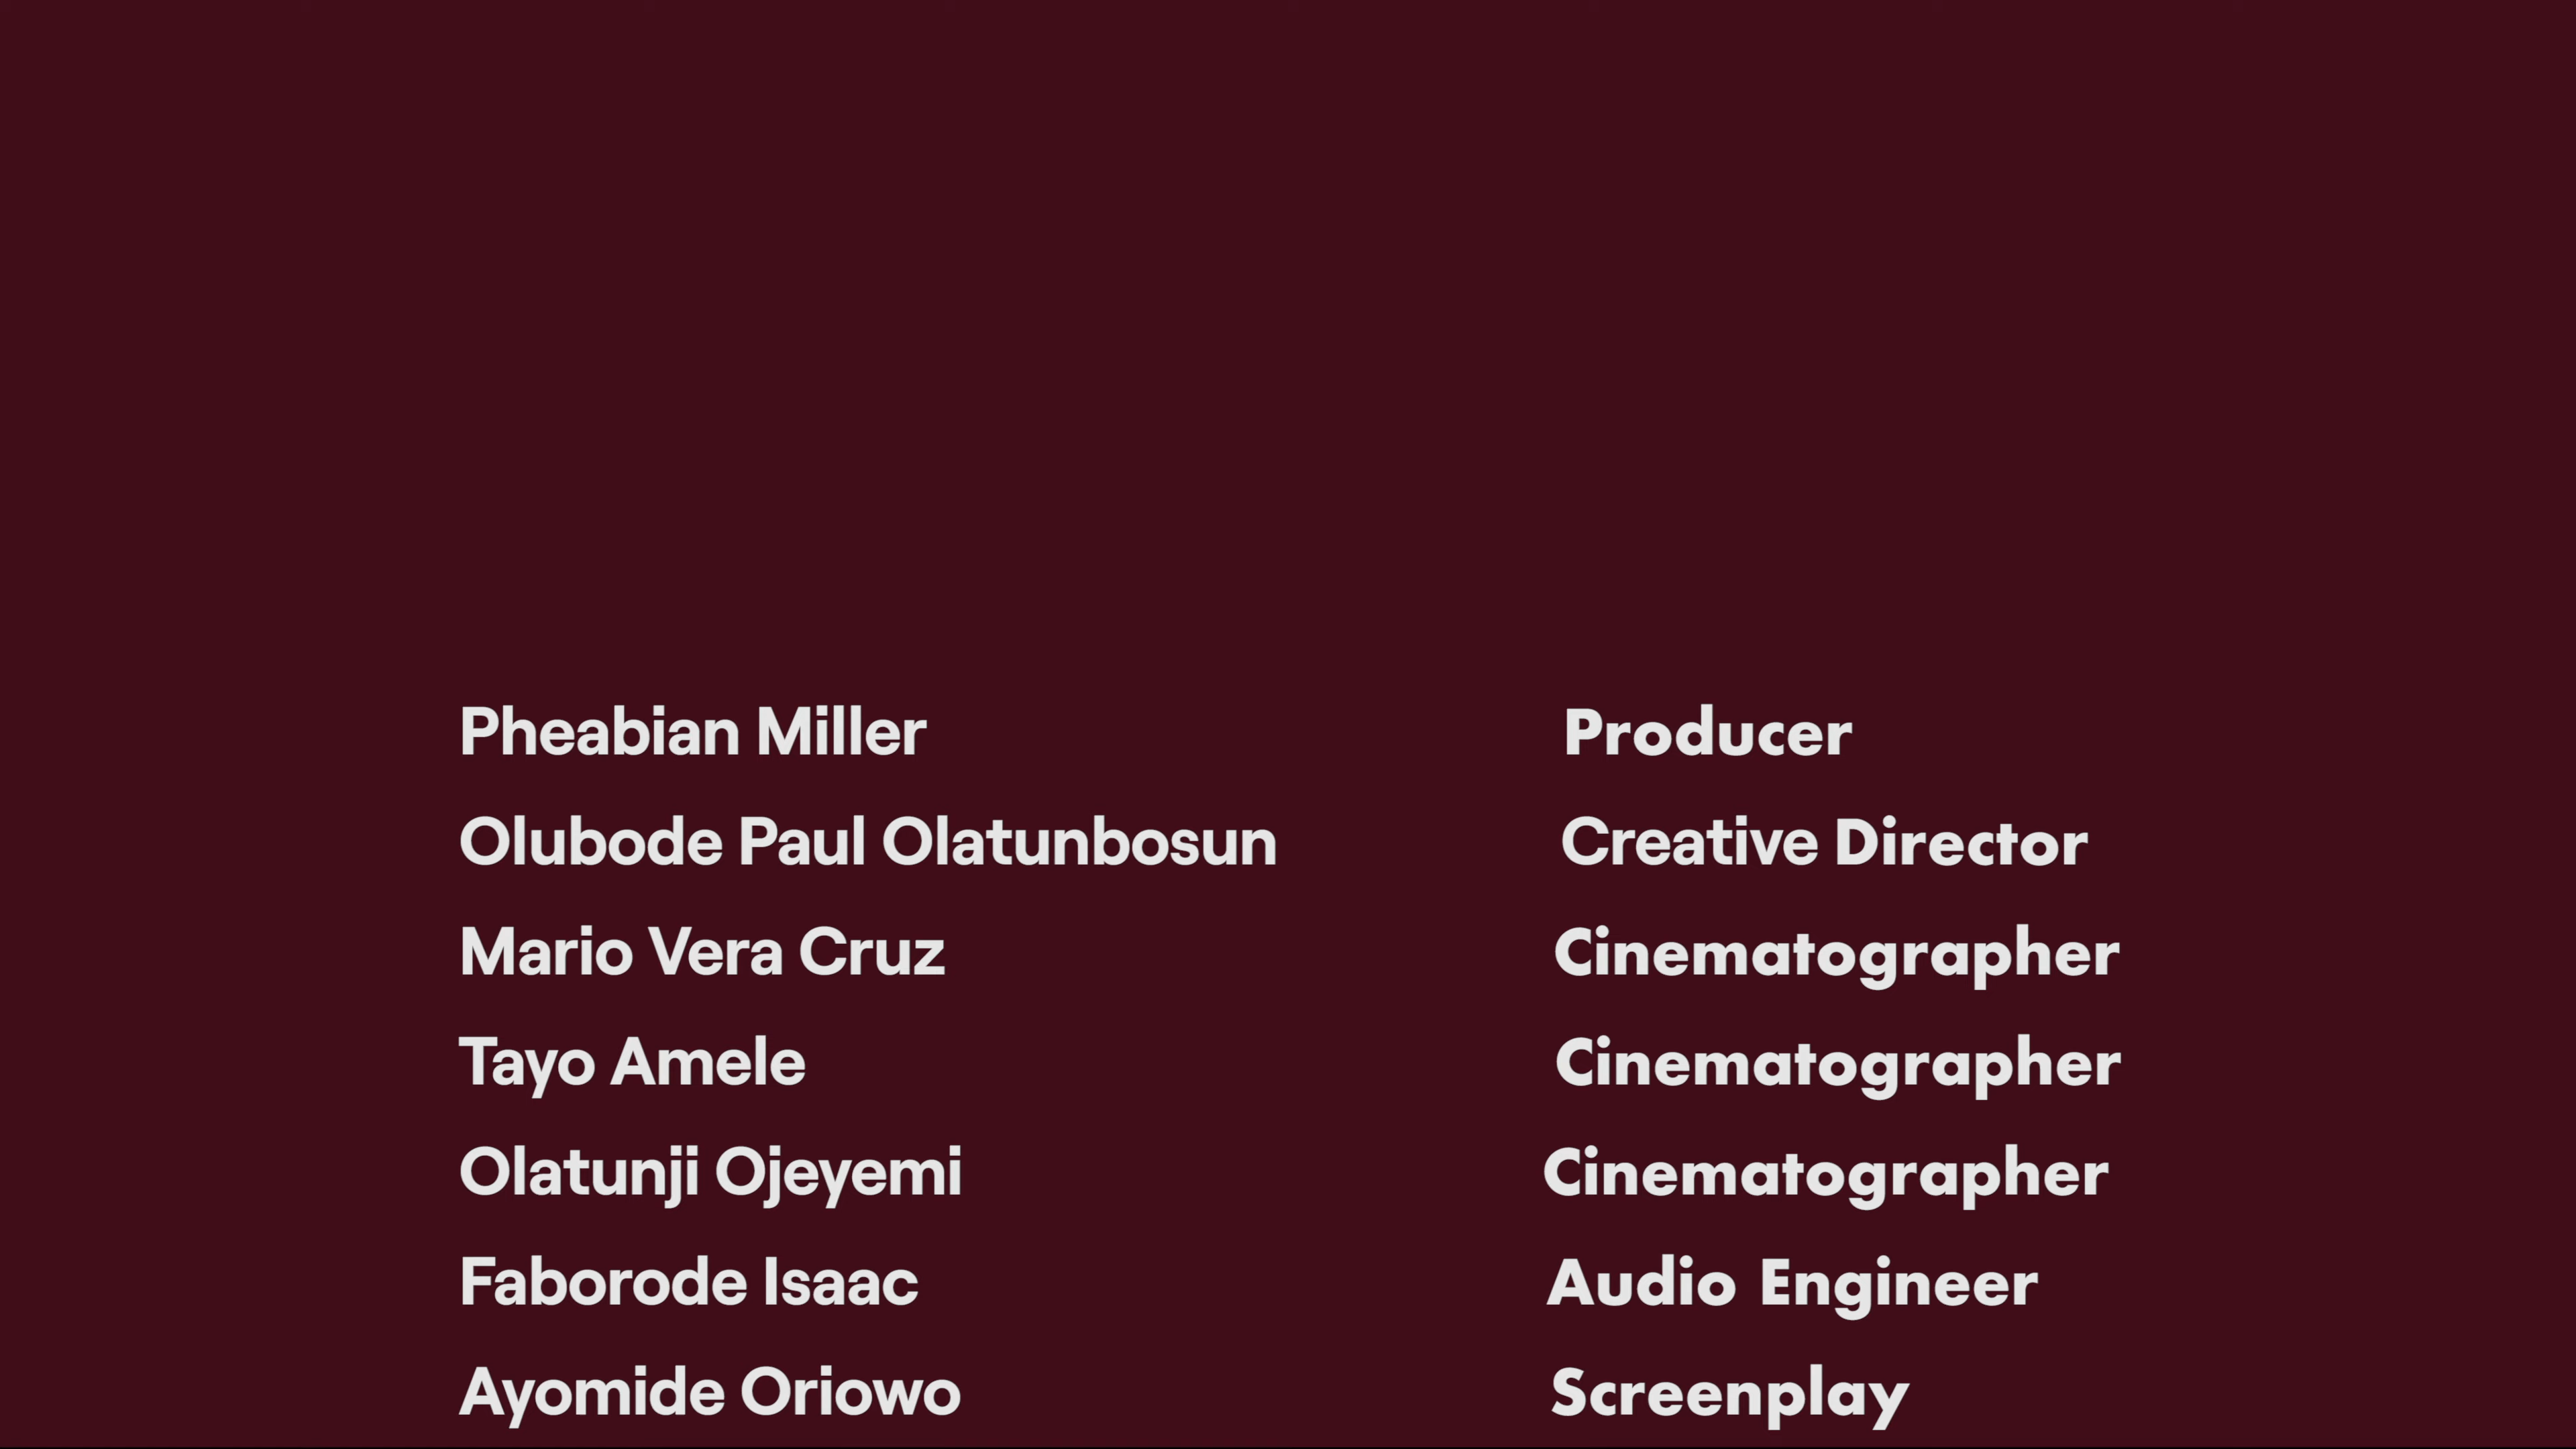 Pheabian Miller Producer
Olubode Paul Olatunbosun Creative Director
Mario Vera Cruz Cinematographer
Tayo Amele Cinematographer
Olatunji Ojeyemi Cinematographer
Faborode Isaac Audio Engineer
Ayomide Oriowo Screenplay